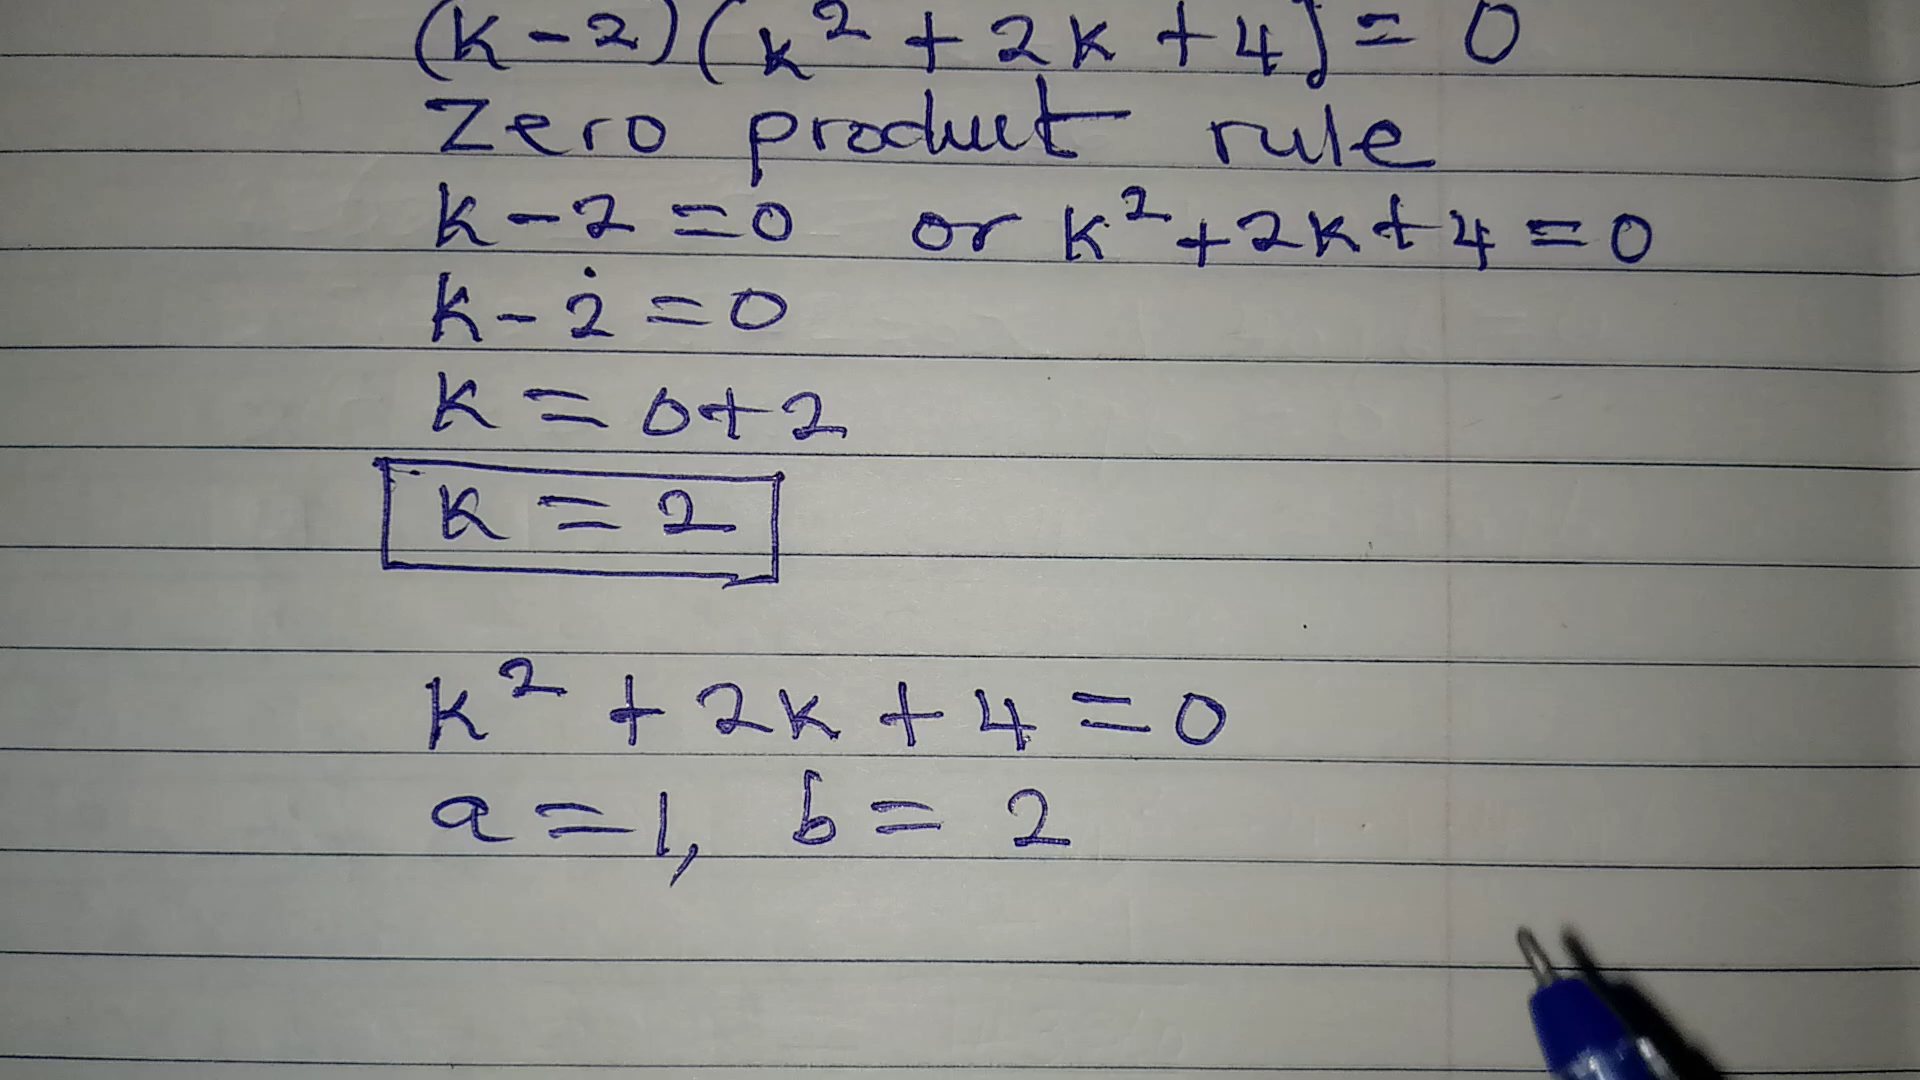 (k-2)(k² + 2k + 4] = 0
Zero product rule
k-2=0 or k²+2k+4=0
k-2=0
k = 0+2
k = 2
k² + 2k + 4 = 0
a=1, b= 2